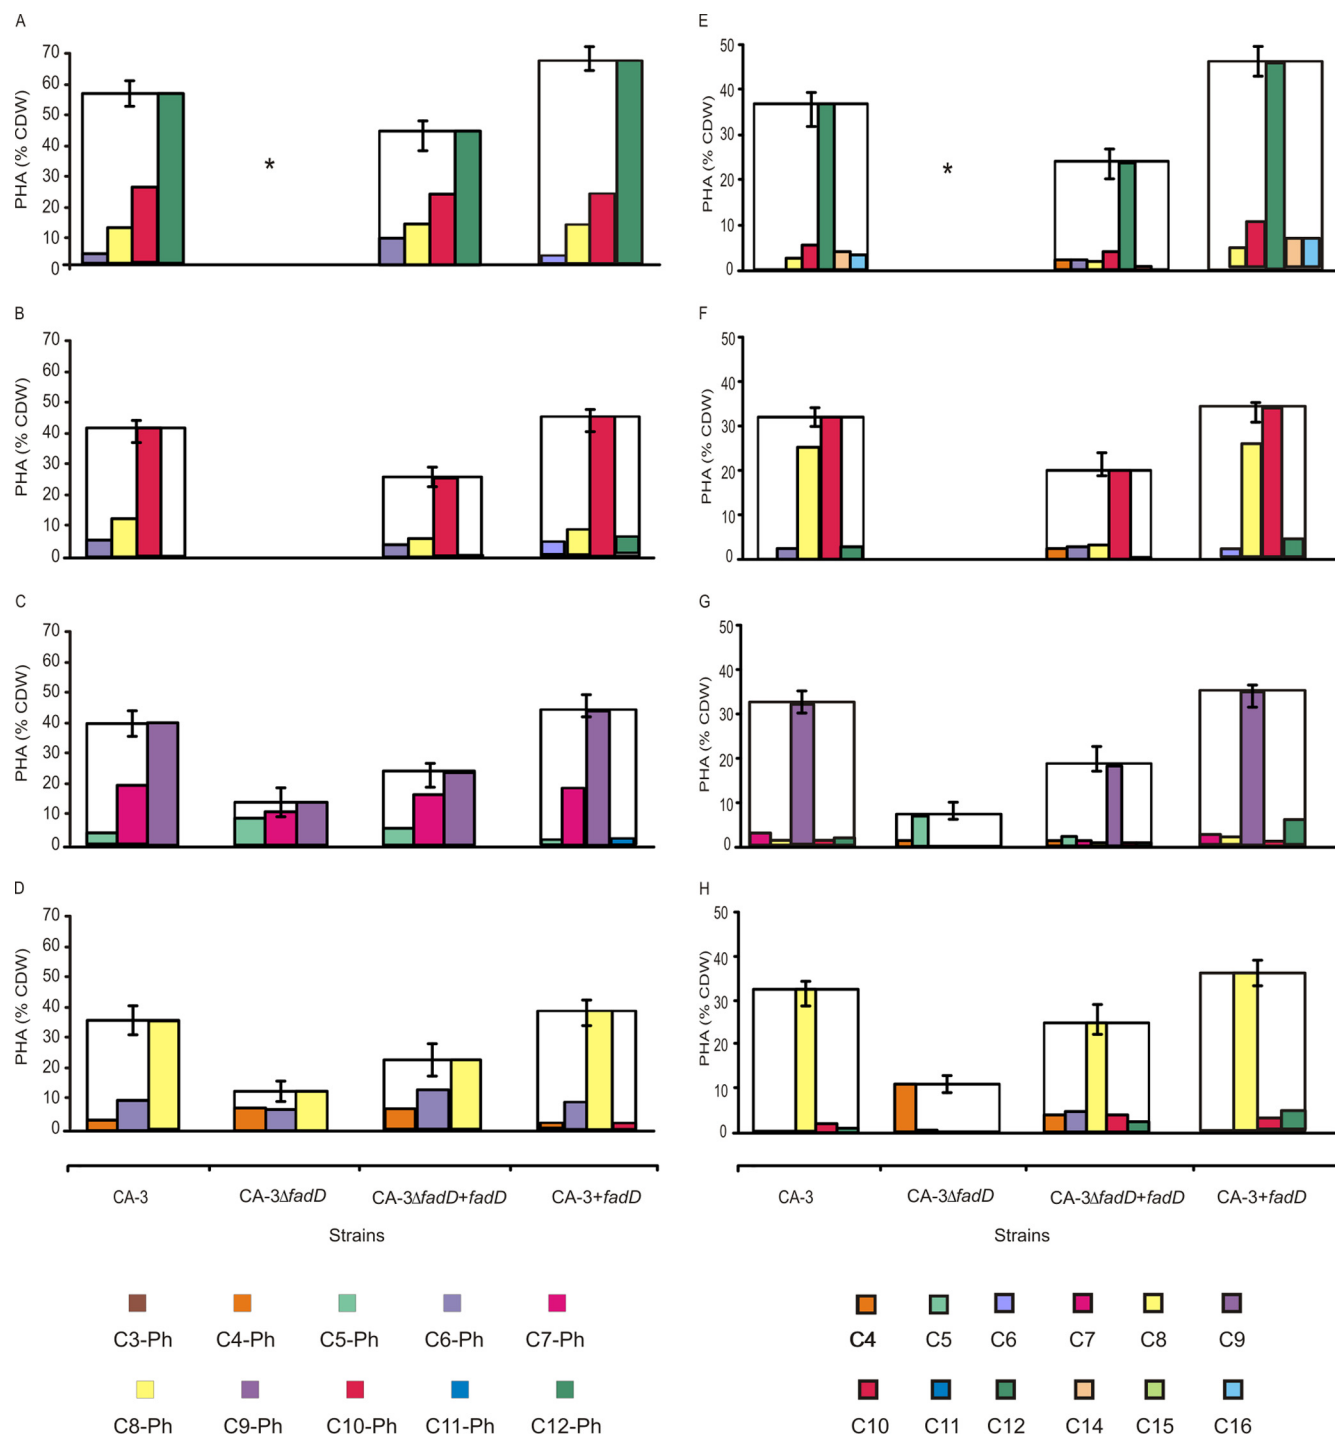 A
PHA (% CDW)
70
60
50
40
30
20
10
0
*
E
PHA (% CDW)
50
40
30
20
10
0
*
B
PHA (% CDW)
70
60
50
40
30
20
10
0
F
PHA (% CDW)
50
40
30
20
10
0
C
PHA (% CDW)
70
60
50
40
30
20
10
0
G
PHA (% CDW)
50
40
30
20
10
0
D
PHA (% CDW)
70
60
50
40
30
20
10
0
H
PHA (% CDW)
50
40
30
20
10
0
CA-3 CA-3ΔfadD CA-3ΔfadD+fadD CA-3+fadD
Strains
CA-3 CA-3ΔfadD CA-3ΔfadD+fadD CA-3+fadD
Strains
C3-Ph C4-Ph C5-Ph C6-Ph C7-Ph
C8-Ph C9-Ph C10-Ph C11-Ph C12-Ph
C4 C5 C6 C7 C8 C9
C10 C11 C12 C14 C15 C16